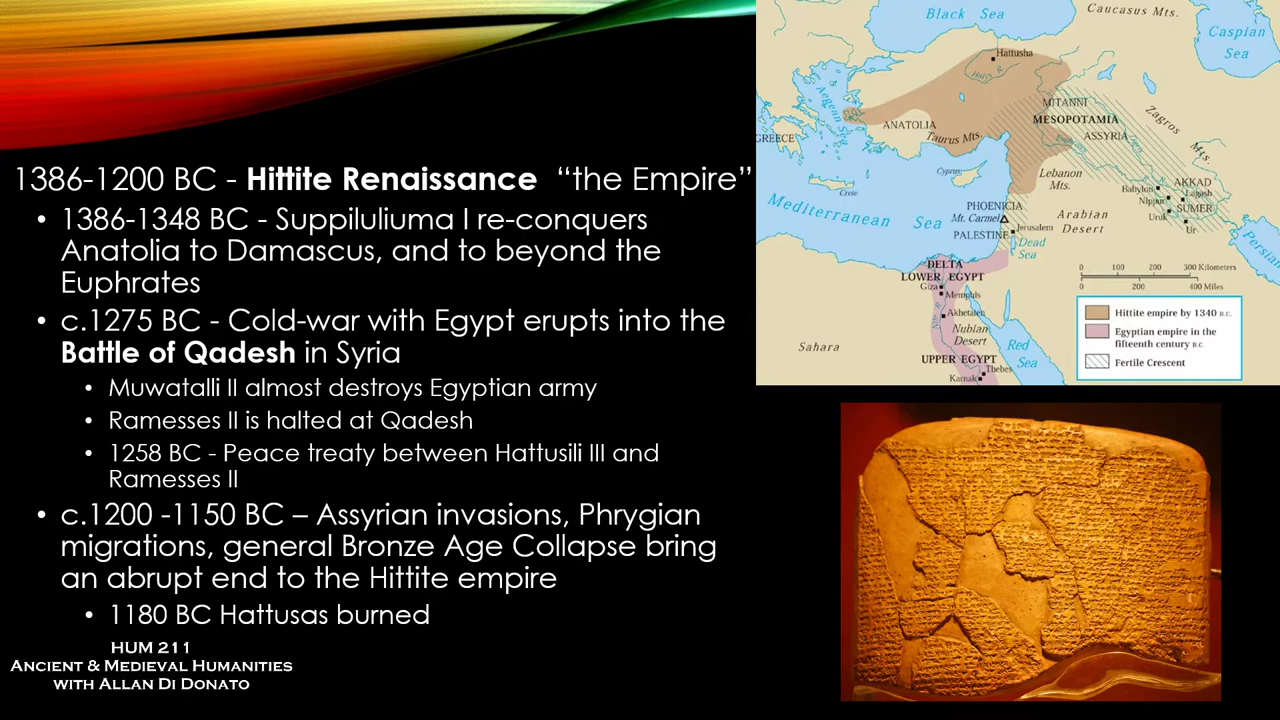 1386-1200 BC - Hittite Renaissance “the Empire”
• 1386-1348 BC - Suppiluliuma I re-conquers
Anatolia to Damascus, and to beyond the
Euphrates
• c.1275 BC - Cold-war with Egypt erupts into the
Battle of Qadesh in Syria
• Muwatalli II almost destroys Egyptian army
• Ramesses II is halted at Qadesh
• 1258 BC - Peace treaty between Hattusili III and
Ramesses II
• c.1200 -1150 BC – Assyrian invasions, Phrygian
migrations, general Bronze Age Collapse bring
an abrupt end to the Hittite empire
• 1180 BC Hattusas burned
HUM 211
Ancient & Medieval Humanities
with Allan Di Donato
Black Sea
Caucasus Mts.
Caspian
Sea
Hattusha
Halys R.
Aegean Sea
MITANNI
MESOPOTAMIA
ANATOLIA
ASSYRIA
Zagros Mts.
GREECE
Taurus Mts.
Cyprus
Crete
Lebanon
Mts.
AKKAD
Babylon
Lagash
Nippur
SUMER
Uruk
Ur
PHOENICIA
Mediterranean Sea
Mt. Carmel
Arabian
Desert
Jerusalem
PALESTINE
Dead
Sea
Persian
DELTA
LOWER EGYPT
Giza
Memphis
Akhetaten
Nile R.
Nubian
Desert
Sahara
Red
Sea
UPPER EGYPT
Thebes
Karnak
0 100 200 300 Kilometers
0 200 400 Miles
Hittite empire by 1340 B.C.
Egyptian empire in the
fifteenth century B.C.
Fertile Crescent